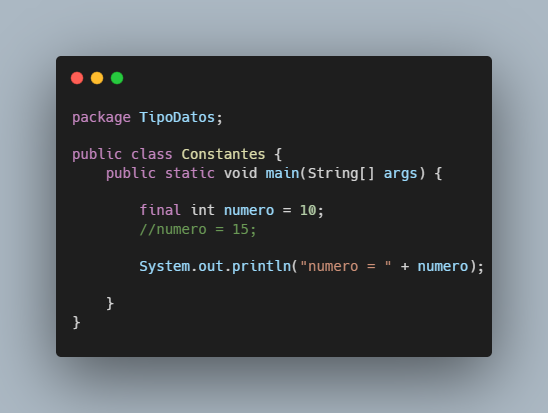 package TipoDatos;
public class Constantes {
public static void main(String[] args) {
final int numero = 10;
//numero = 15;
System.out.println("numero = " + numero);
}
}